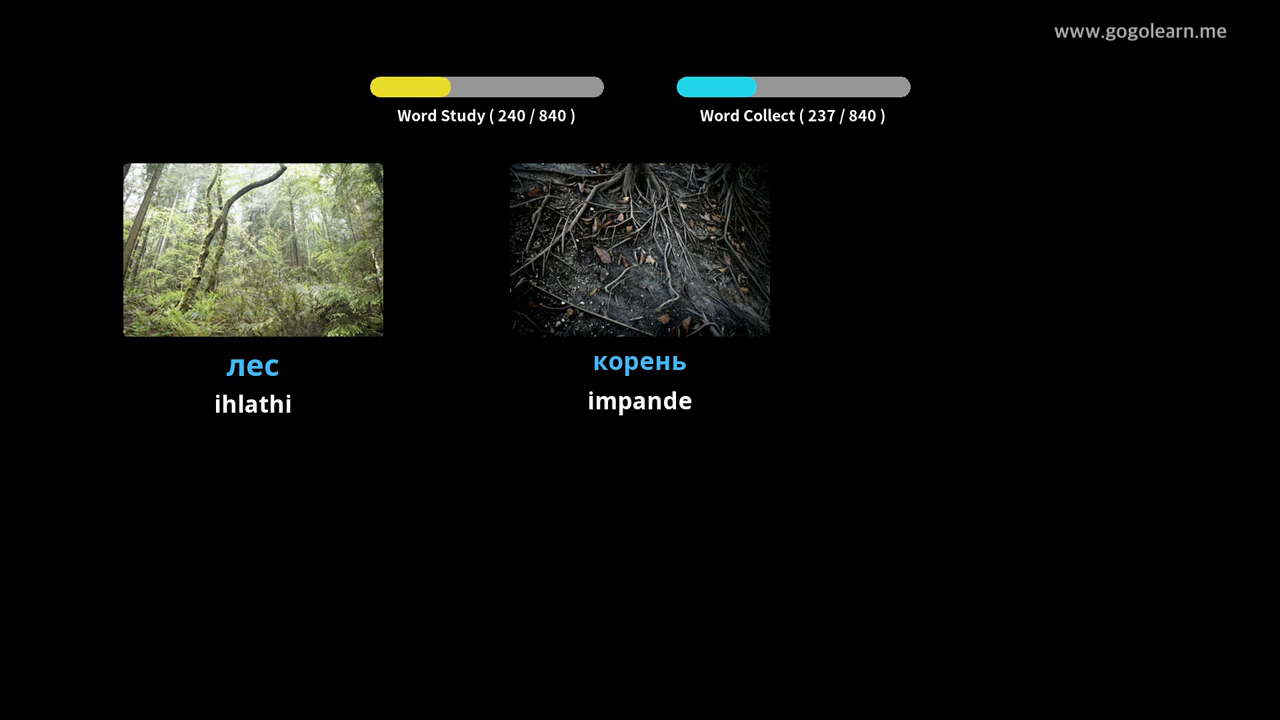 www.gogolearn.me
Word Study ( 240 / 840 )
Word Collect ( 237 / 840 )
лес
ihlathi
корень
impande